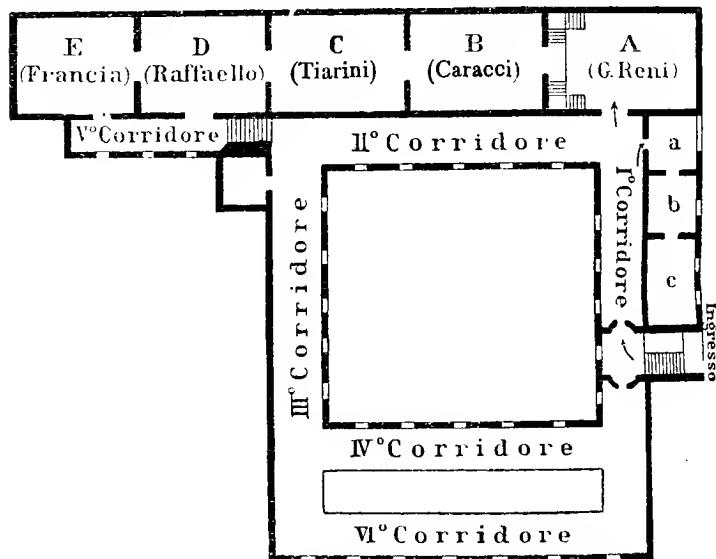 E
(Francia)
D
(Raffaello)
C
(Tiarini)
B
(Caracci)
A
(G. Reni)
V° Corridore
II° Corridore
a
I° Corridore
b
c
III° Corridore
Ingresso
IV° Corridore
VI° Corridore